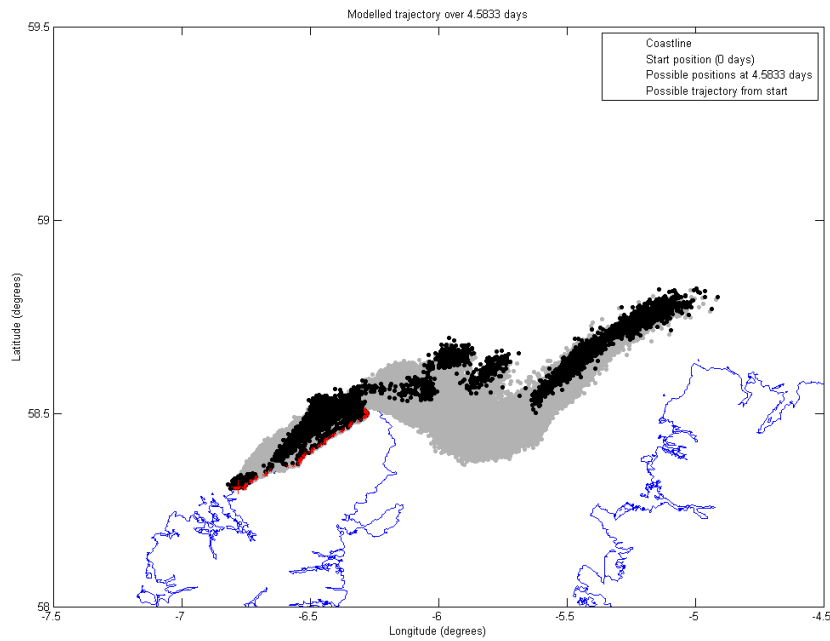 Modelled trajectory over 4.5833 days
59.5
Coastline
Start position (0 days)
Possible positions at 4.5833 days
Possible trajectory from start
59
Latitude (degrees)
58.5
58
-7.5 -7 -6.5 -6 -5.5 -5 -4.5
Longitude (degrees)